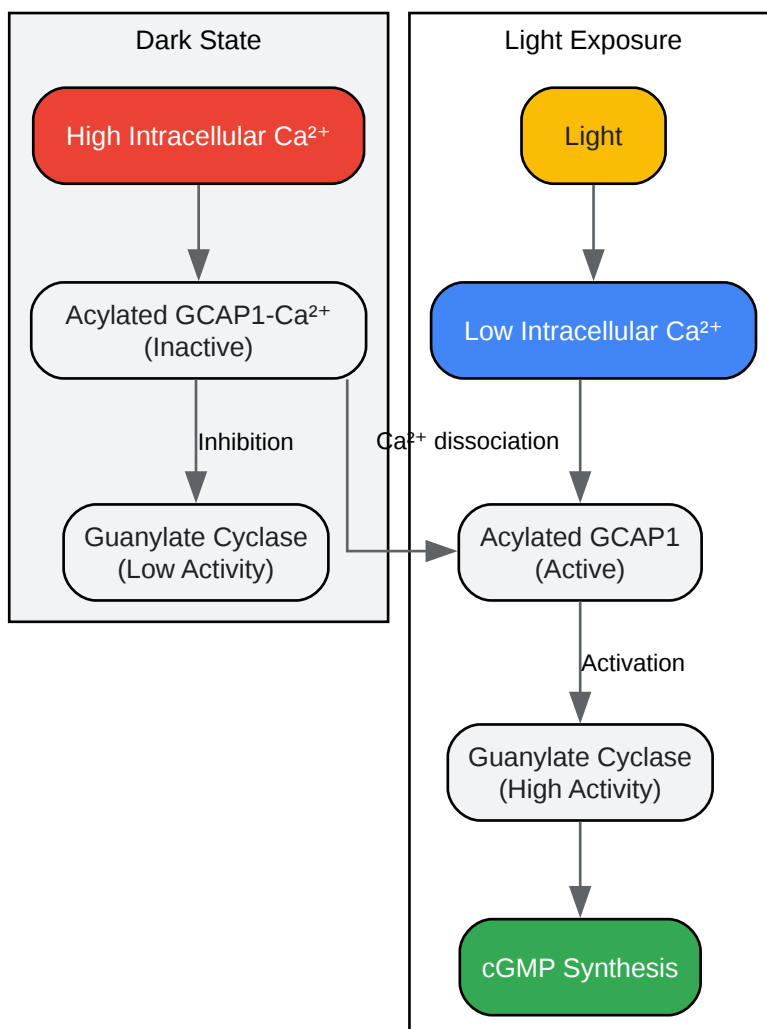 Dark State
High Intracellular Ca²⁺
Acylated GCAP1-Ca²⁺
(Inactive)
Inhibition
Guanylate Cyclase
(Low Activity)
Light Exposure
Light
Low Intracellular Ca²⁺
Ca²⁺ dissociation
Acylated GCAP1
(Active)
Activation
Guanylate Cyclase
(High Activity)
cGMP Synthesis